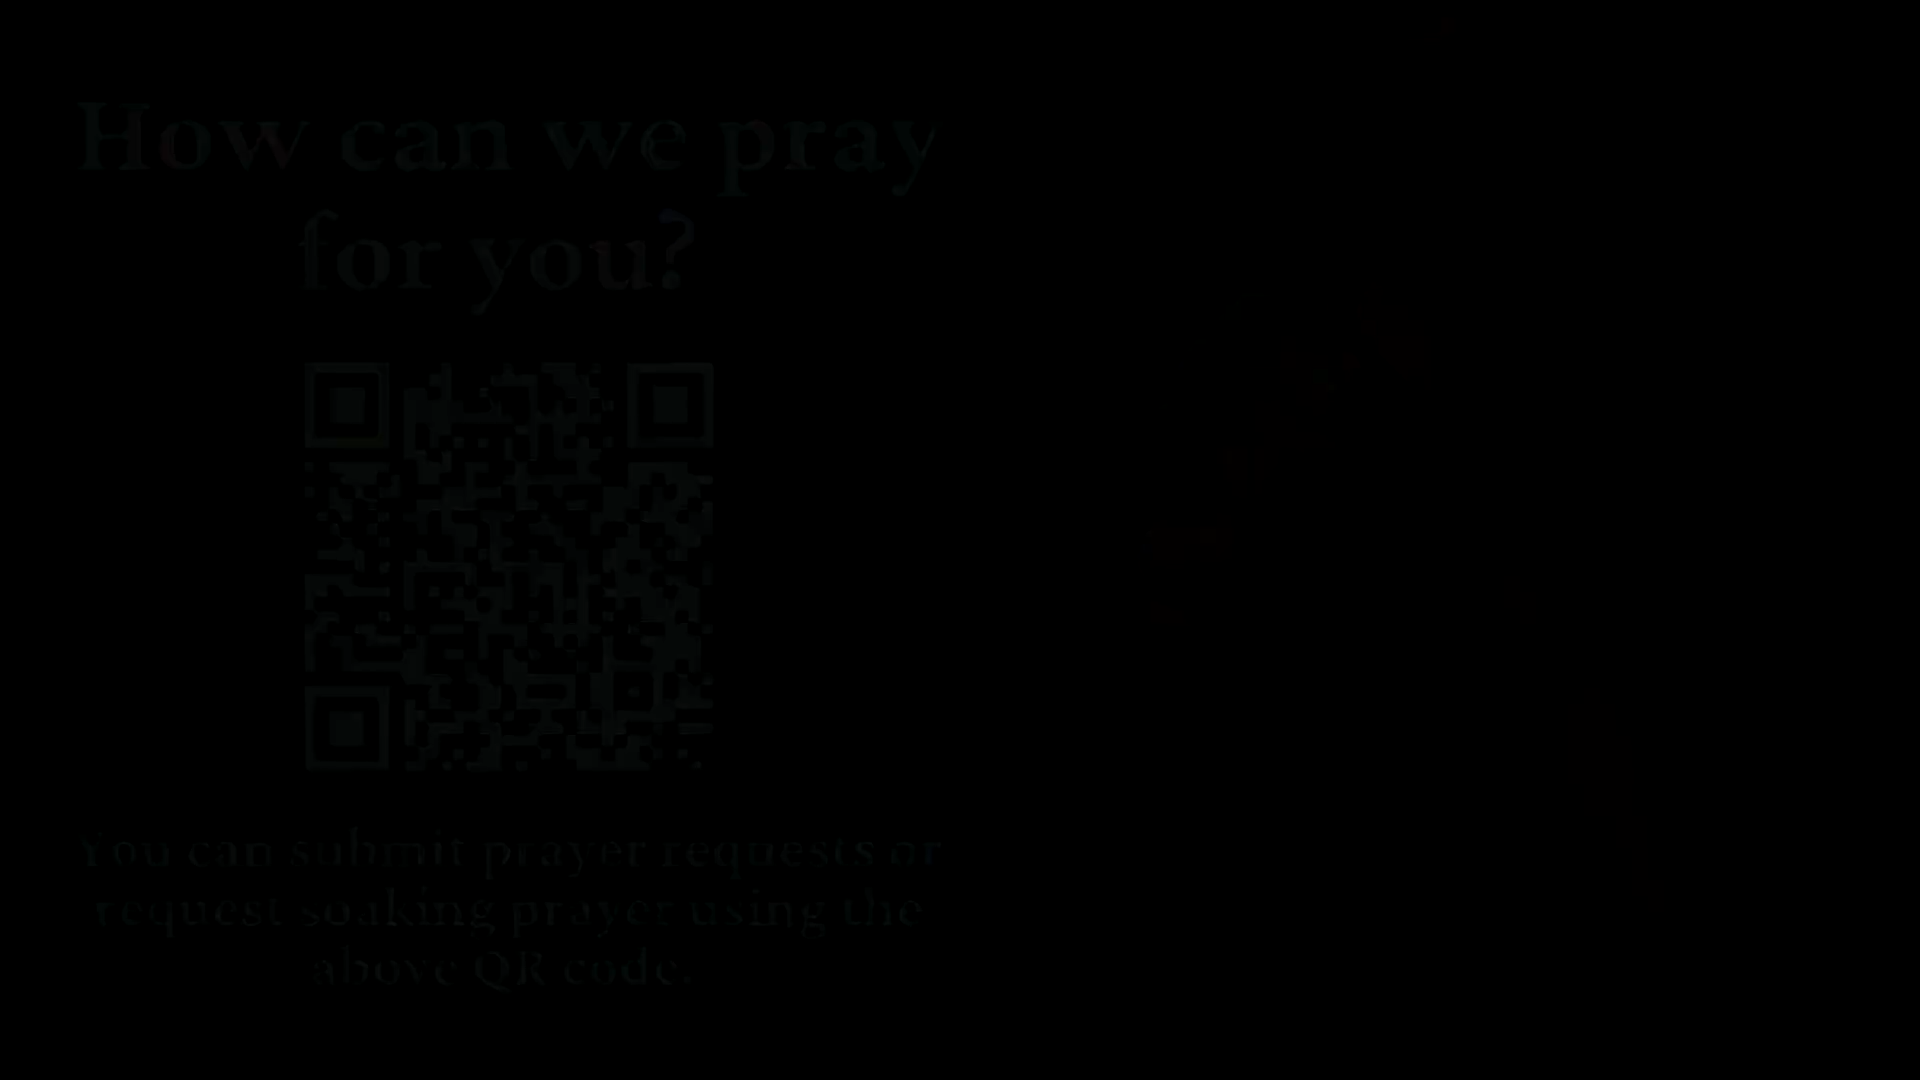 How can we pray
for you?
You can submit prayer requests or
request soaking prayer using the
above QR code.